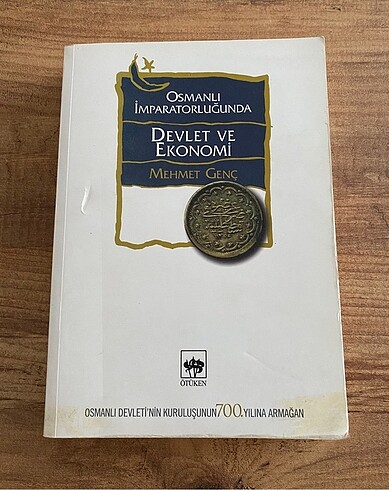 OSMANLI
İMPARATORLUĞUNDA
DEVLET VE
EKONOMİ
MEHMET GENÇ
ÖTÜKEN
OSMANLI DEVLETİ'NİN KURULUŞUNUN 700. YILINA ARMAĞAN